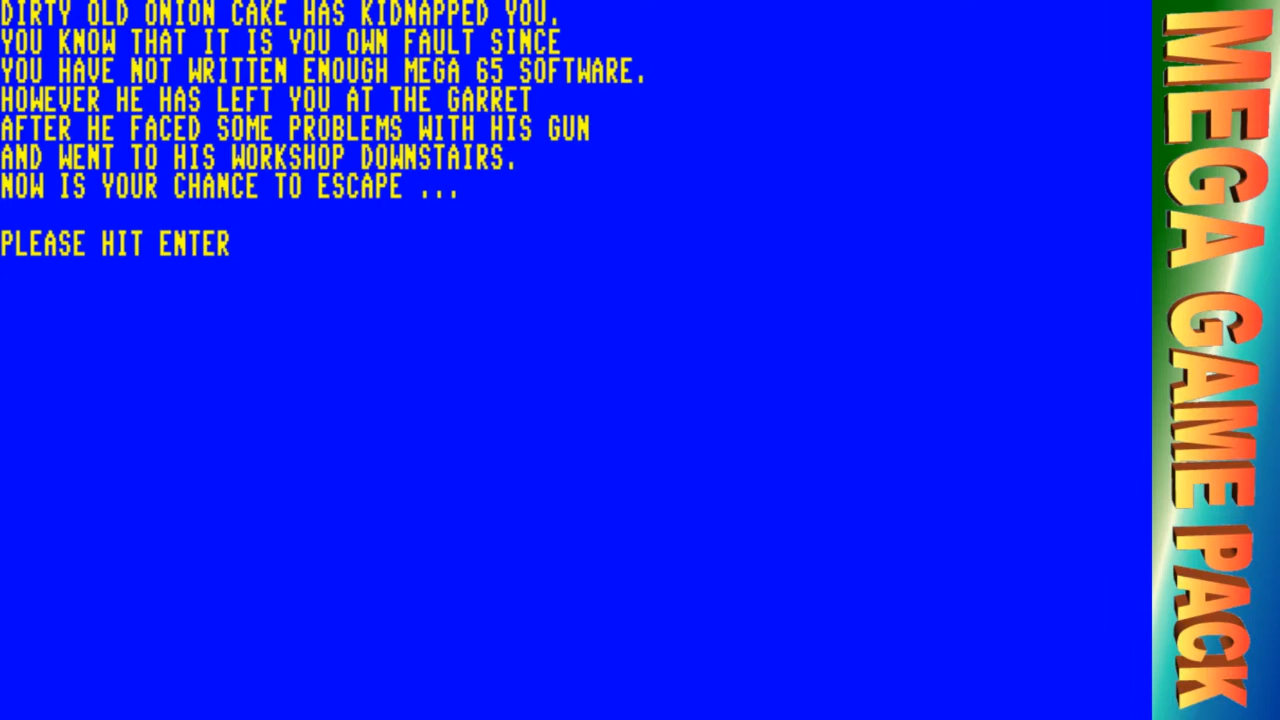 DIRTY OLD ONION CAKE HAS KIDNAPPED YOU.
YOU KNOW THAT IT IS YOU OWN FAULT SINCE
YOU HAVE NOT WRITTEN ENOUGH MEGA 65 SOFTWARE.
HOWEVER HE HAS LEFT YOU AT THE GARRET
AFTER HE FACED SOME PROBLEMS WITH HIS GUN
AND WENT TO HIS WORKSHOP DOWNSTAIRS.
NOW IS YOUR CHANCE TO ESCAPE ...
PLEASE HIT ENTER
MEGA GAME PACK